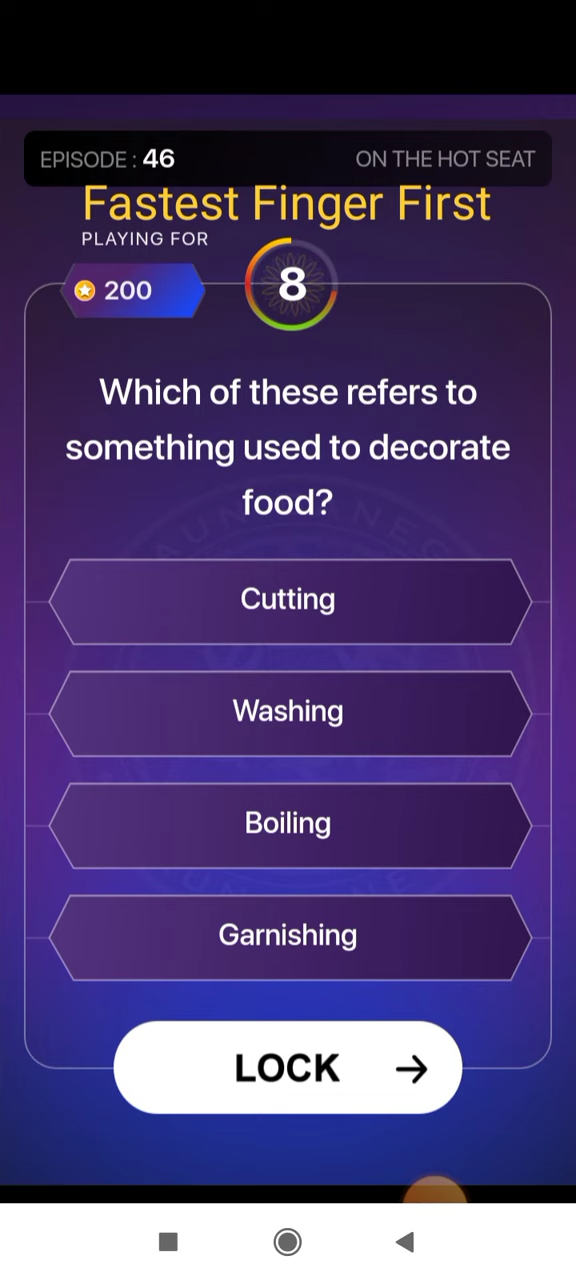 EPISODE : 46
ON THE HOT SEAT
Fastest Finger First
PLAYING FOR
200
8
Which of these refers to
something used to decorate
food?
Cutting
Washing
Boiling
Garnishing
LOCK →